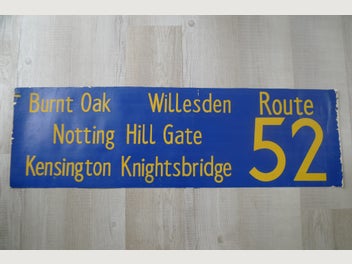 Burnt Oak Willesden Route
Notting Hill Gate 52
Kensington Knightsbridge